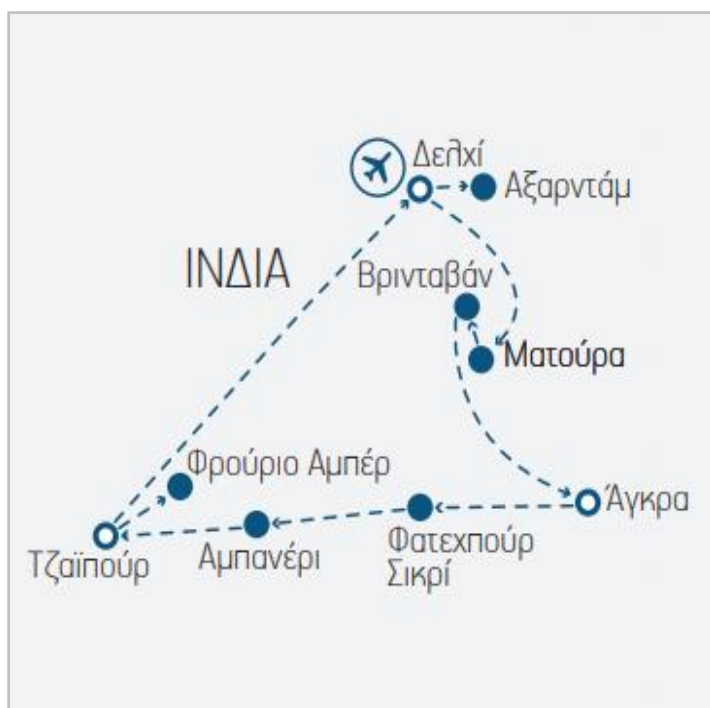 Δελχί
Αξαρντάμ
ΙΝΔΙΑ
Βρινταβάν
Ματούρα
Φρούριο Αμπέρ
Άγκρα
Φατεχπούρ
Σικρί
Αμπανέρι
Τζαϊπούρ